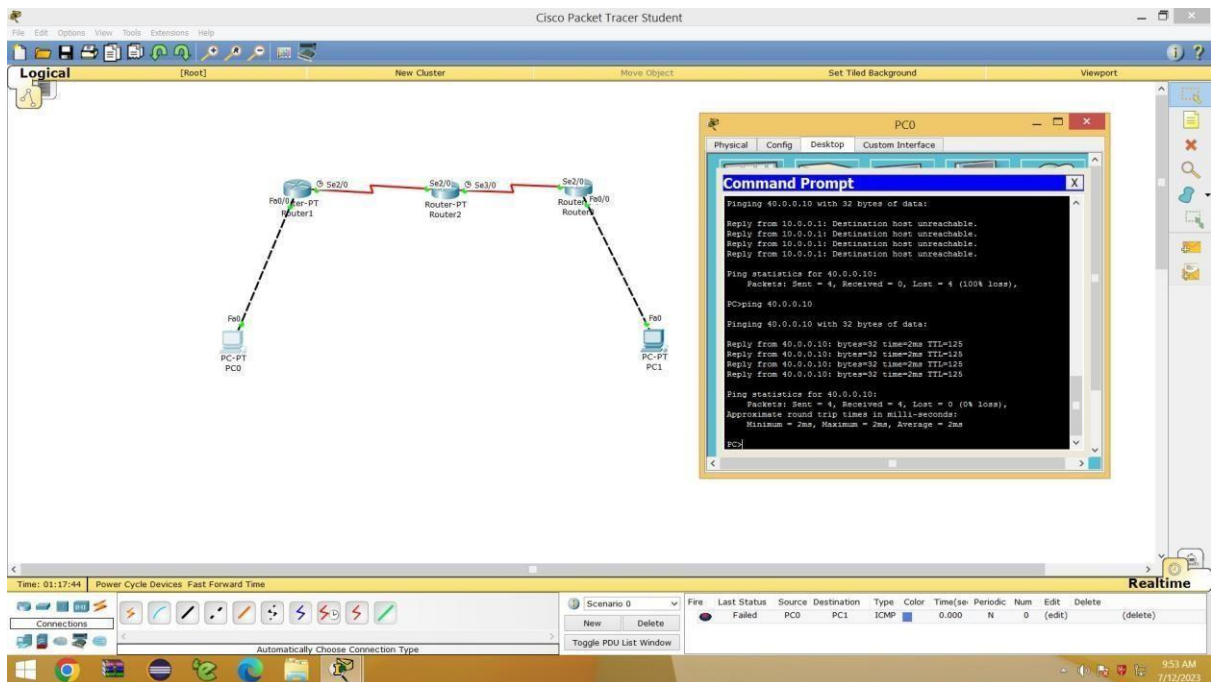 Cisco Packet Tracer Student
File Edit Options View Tools Extensions Help
Logical [Root] New Cluster Move Object Set Tiled Background Viewport
PC0
Physical Config Desktop Custom Interface
Command Prompt X
Pinging 40.0.0.10 with 32 bytes of data:
Reply from 10.0.0.1: Destination host unreachable.
Reply from 10.0.0.1: Destination host unreachable.
Reply from 10.0.0.1: Destination host unreachable.
Reply from 10.0.0.1: Destination host unreachable.
Ping statistics for 40.0.0.10:
Packets: Sent = 4, Received = 0, Lost = 4 (100% loss),
PC>ping 40.0.0.10
Pinging 40.0.0.10 with 32 bytes of data:
Reply from 40.0.0.10: bytes=32 time=2ms TTL=125
Reply from 40.0.0.10: bytes=32 time=2ms TTL=125
Reply from 40.0.0.10: bytes=32 time=2ms TTL=125
Reply from 40.0.0.10: bytes=32 time=2ms TTL=125
Ping statistics for 40.0.0.10:
Packets: Sent = 4, Received = 4, Lost = 0 (0% loss),
Approximate round trip times in milli-seconds:
Minimum = 2ms, Maximum = 2ms, Average = 2ms
PC>
Se2/0 Se2/0 Se3/0 Se2/0
Fa0/0 Fa0/0
Router-PT
Router1
Router-PT
Router2
Fa0
PC-PT
PC0
Fa0
PC-PT
PC1
Time: 01:17:44 Power Cycle Devices Fast Forward Time Realtime
Connections
Automatically Choose Connection Type
Scenario 0
New Delete
Toggle PDU List Window
Fire Last Status Source Destination Type Color Time(se Periodic Num Edit Delete
Failed PC0 PC1 ICMP 0.000 N 0 (edit) (delete)
9:53 AM
7/12/2023